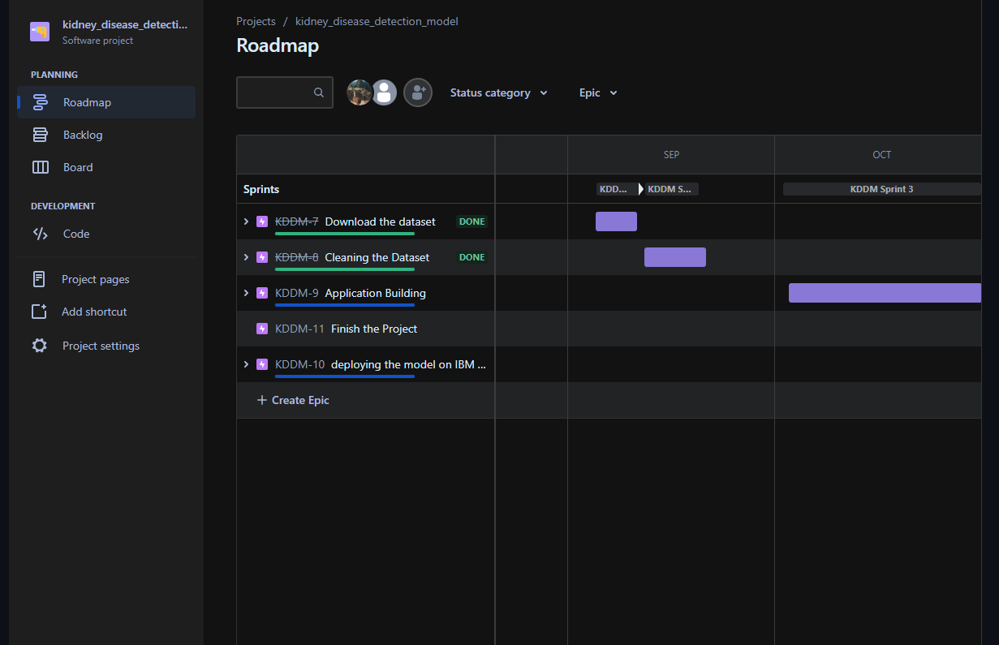 kidney_disease_detecti...
Software project
PLANNING
Roadmap
Backlog
Board
DEVELOPMENT
Code
Project pages
Add shortcut
Project settings
Projects / kidney_disease_detection_model
Roadmap
Status category
Epic
SEP OCT
Sprints KDD... KDDM S... KDDM Sprint 3
KDDM-7 Download the dataset DONE
KDDM-8 Cleaning the Dataset DONE
KDDM-9 Application Building
KDDM-11 Finish the Project
KDDM-10 deploying the model on IBM ...
+ Create Epic